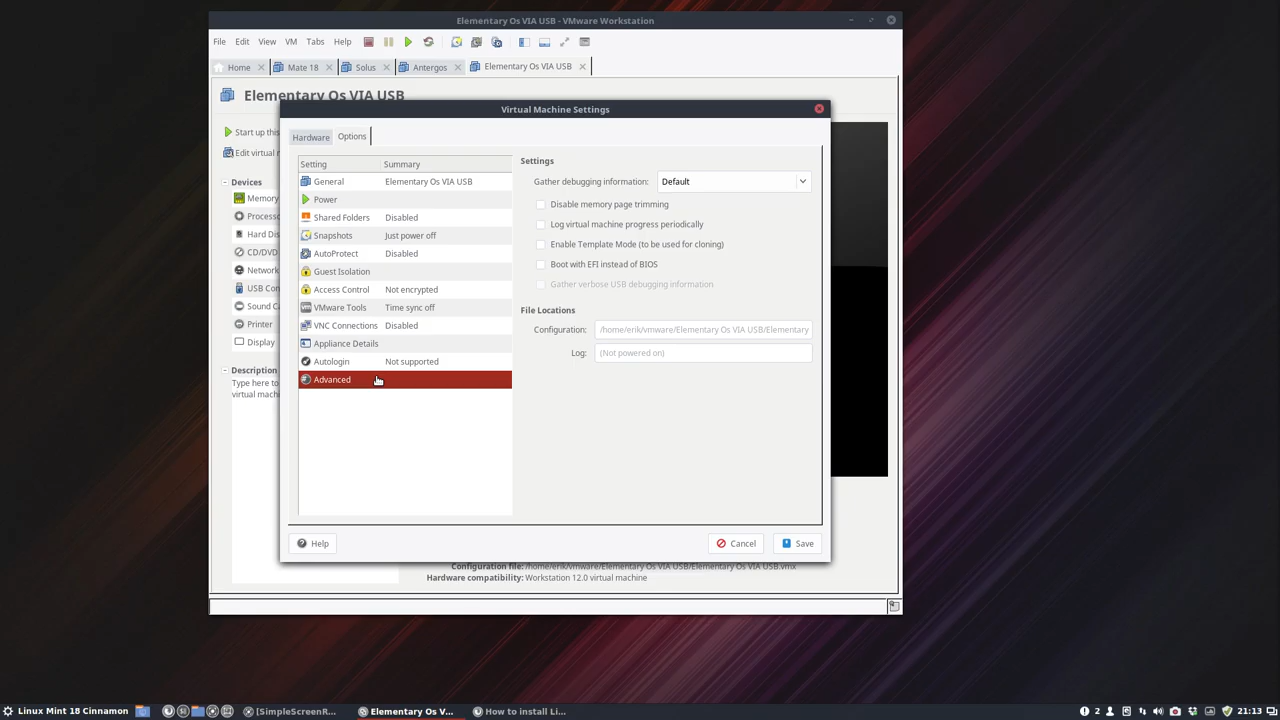 Elementary Os VIA USB - VMware Workstation
File Edit View VM Tabs Help
Home Mate 18 Solus Antergos Elementary Os VIA USB
Elementary Os VIA USB
Start up this
Edit virtual
Devices
Memory
Process
Hard Dis
CD/DVD
Network
USB Con
Sound Ca
Printer
Display
Description
Type here to
virtual machi
Virtual Machine Settings
Hardware Options
Setting Summary
General Elementary Os VIA USB
Power
Shared Folders Disabled
Snapshots Just power off
AutoProtect Disabled
Guest Isolation
Access Control Not encrypted
VMware Tools Time sync off
VNC Connections Disabled
Appliance Details
Autologin Not supported
Advanced
Settings
Gather debugging information: Default
Disable memory page trimming
Log virtual machine progress periodically
Enable Template Mode (to be used for cloning)
Boot with EFI instead of BIOS
Gather verbose USB debugging information
File Locations
Configuration: /home/erik/vmware/Elementary Os VIA USB/Elementary
Log: (Not powered on)
Help Cancel Save
Configuration file: /home/erik/vmware/Elementary Os VIA USB/Elementary Os VIA USB.vmx
Hardware compatibility: Workstation 12.0 virtual machine
Linux Mint 18 Cinnamon [SimpleScreenR... Elementary Os V... How to install Li... 2 21:13